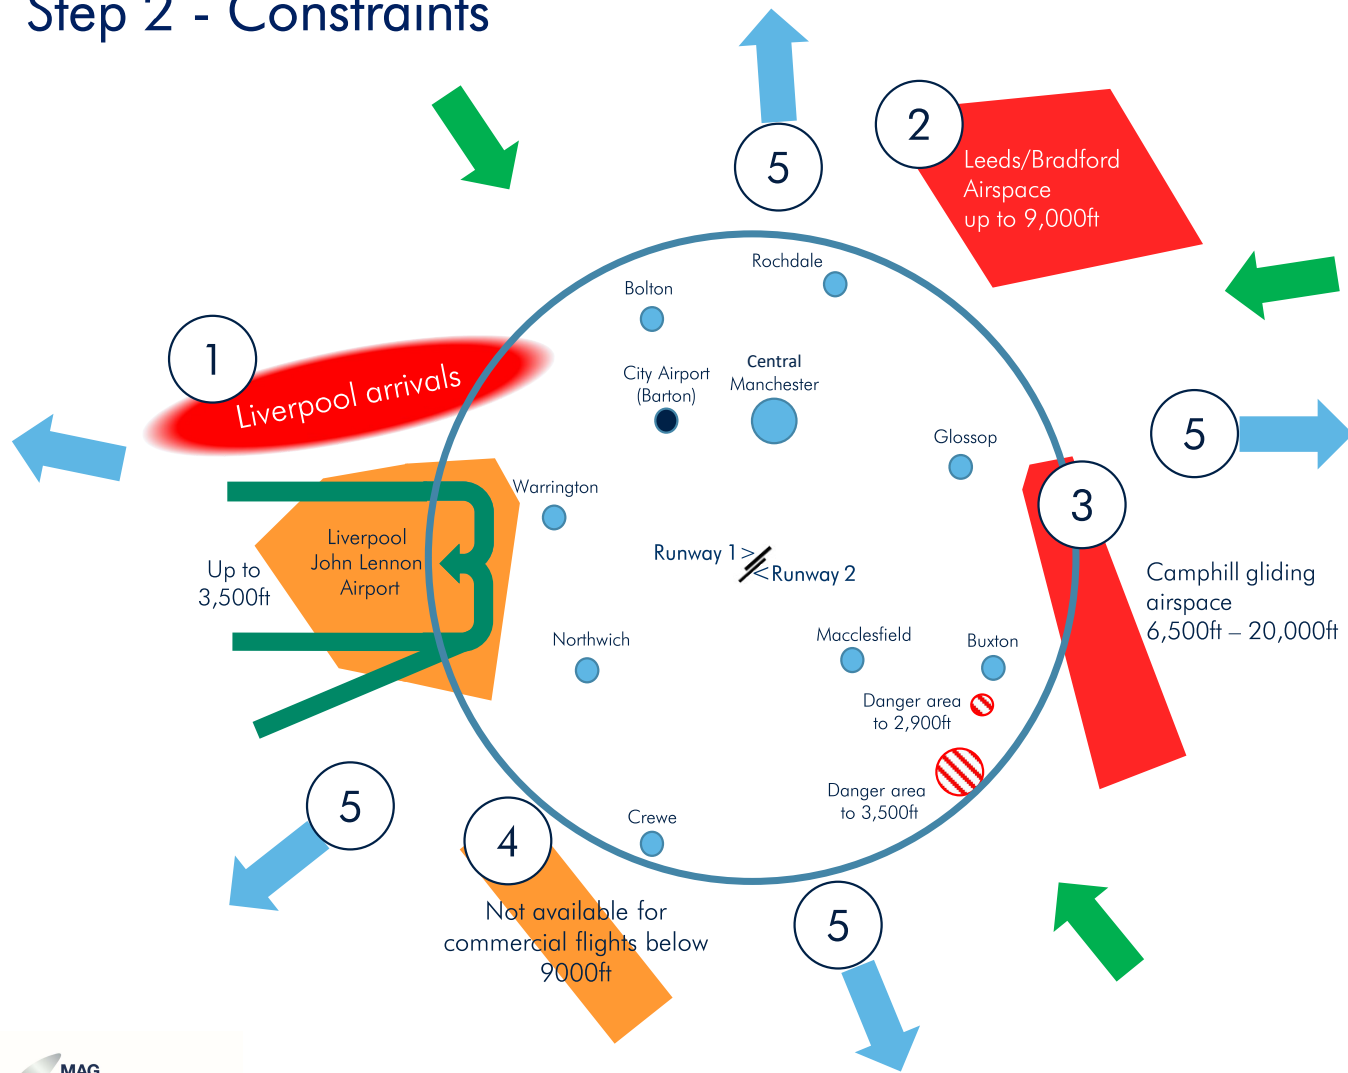 Step 2 - Constraints
5
2
Leeds/Bradford
Airspace
up to 9,000ft
Rochdale
Bolton
1
Liverpool arrivals
City Airport
(Barton)
Central
Manchester
5
Glossop
3
Warrington
Liverpool
John Lennon
Airport
Up to
3,500ft
Runway 1>
<Runway 2
Camphill gliding
airspace
6,500ft – 20,000ft
Northwich
Macclesfield
Buxton
Danger area
to 2,900ft
Danger area
to 3,500ft
5
4
Crewe
Not available for
commercial flights below
9000ft
5
MAG